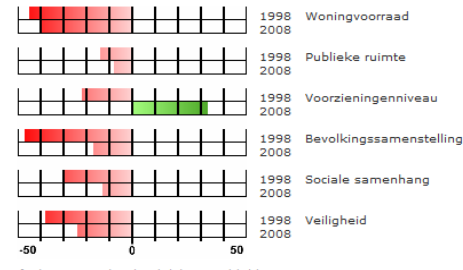 1998 Woningvoorraad
2008
1998 Publieke ruimte
2008
1998 Voorzieningenniveau
2008
1998 Bevolkingssamenstelling
2008
1998 Sociale samenhang
2008
1998 Veiligheid
2008
-50 0 50